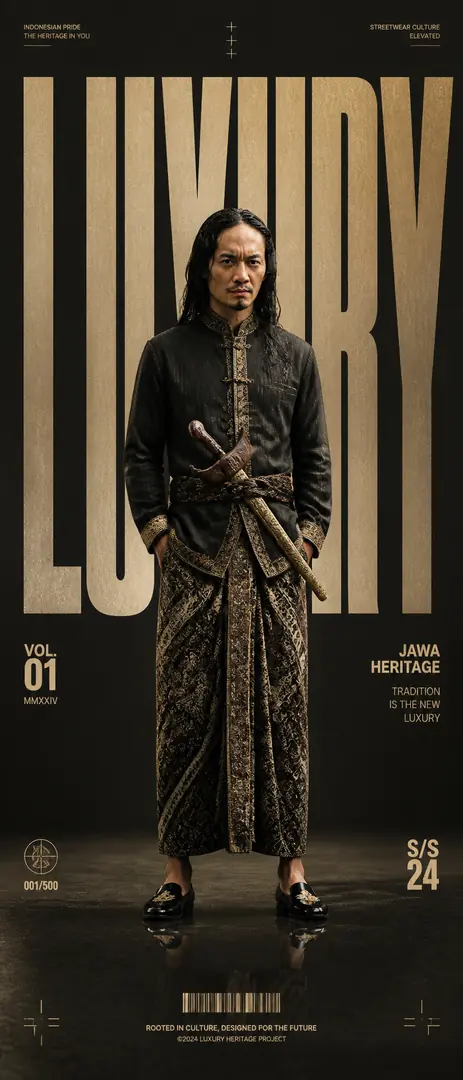 INDONESIAN PRIDE
THE HERITAGE IN YOU
STREETWEAR CULTURE
ELEVATED
LUXURY
VOL.
01
MMXXIV
JAWA
HERITAGE
TRADITION
IS THE NEW
LUXURY
001/500
S/S
24
ROOTED IN CULTURE, DESIGNED FOR THE FUTURE
©2024 LUXURY HERITAGE PROJECT